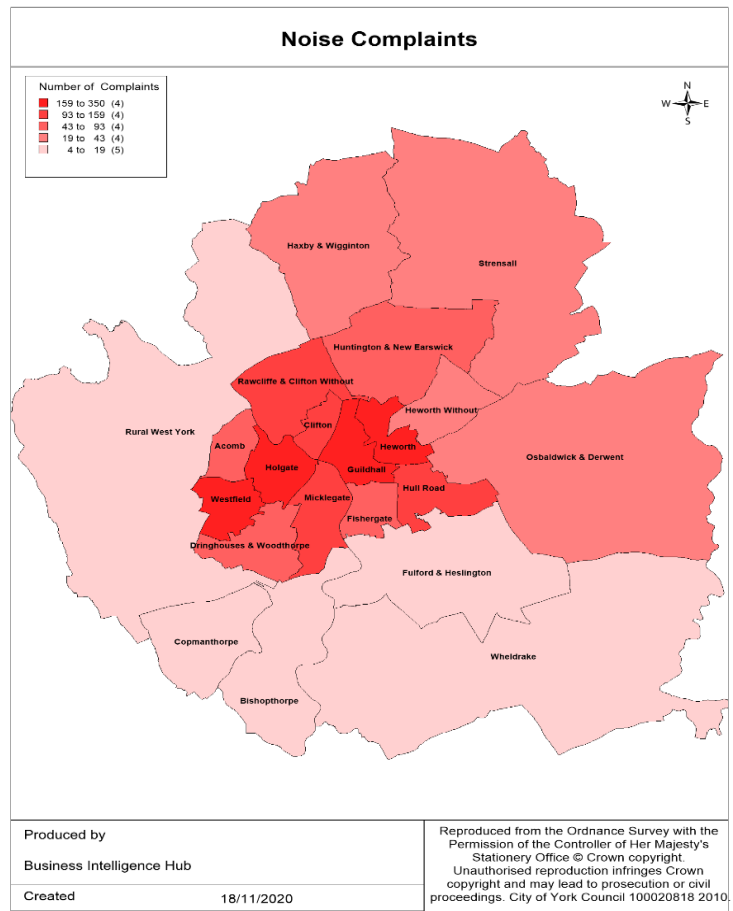 Noise Complaints
Number of Complaints
159 to 350 (4)
93 to 159 (4)
43 to 93 (4)
19 to 43 (4)
4 to 19 (5)
N
W E
S
Haxby & Wigginton
Strensall
Huntington & New Earswick
Rawcliffe & Clifton Without
Heworth Without
Clifton
Rural West York
Acomb
Heworth
Osbaldwick & Derwent
Holgate
Guildhall
Hull Road
Westfield
Micklegate
Fishergate
Dringhouses & Woodthorpe
Fulford & Heslington
Copmanthorpe
Wheldrake
Bishopthorpe
Produced by
Business Intelligence Hub
Created 18/11/2020
Reproduced from the Ordnance Survey with the
Permission of the Controller of Her Majesty's
Stationery Office © Crown copyright.
Unauthorised reproduction infringes Crown
copyright and may lead to prosecution or civil
proceedings. City of York Council 100020818 2010.